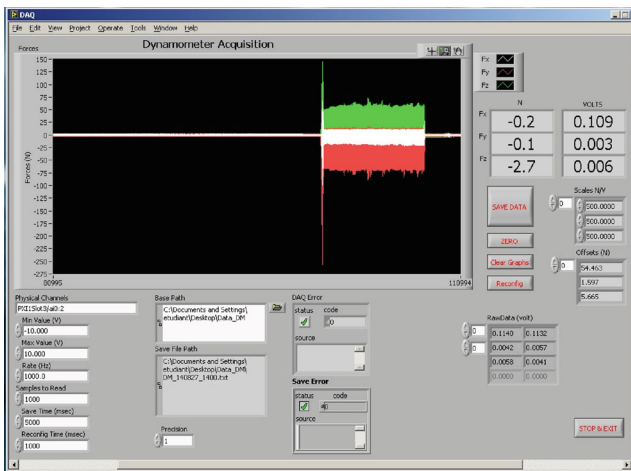 DAQ
File Edit View Project Operate Tools Window Help
Dynamometer Acquisition
Forces
150
125
100
75
50
25
0
-25
-50
-75
-100
-125
-150
-175
-200
-225
-250
-275
Forces (N)
80995
110994
Fx
Fy
Fz
N
VOLTS
Fx -0.2 0.109
Fy -0.1 0.003
Fz -2.7 0.006
SAVE DATA
ZERO
Clear Graphs
Reconfig
Scales N/V
0
500.0000
500.0000
500.0000
Offsets (N)
0
54.463
1.597
5.665
Physical Channels
PXI1Slot3/ai0:2
Min Value (V)
-10.000
Max Value (V)
10.000
Rate (Hz)
1000.0
Samples to Read
1000
Save Time (msec)
5000
Reconfig Time (msec)
1000
Base Path
C:\Documents and Settings\
etudiant\Desktop\Data_DM
Save File Path
C:\Documents and Settings\
etudiant\Desktop\Data_DM\
DM_140827_1400.txt
Precision
1
DAQ Error
status code
0
source
Save Error
status code
0
source
RawData (volt)
0 0.1140 0.1132
0 0.0042 0.0057
0.0058 0.0041
0.0000 0.0000
STOP & EXIT